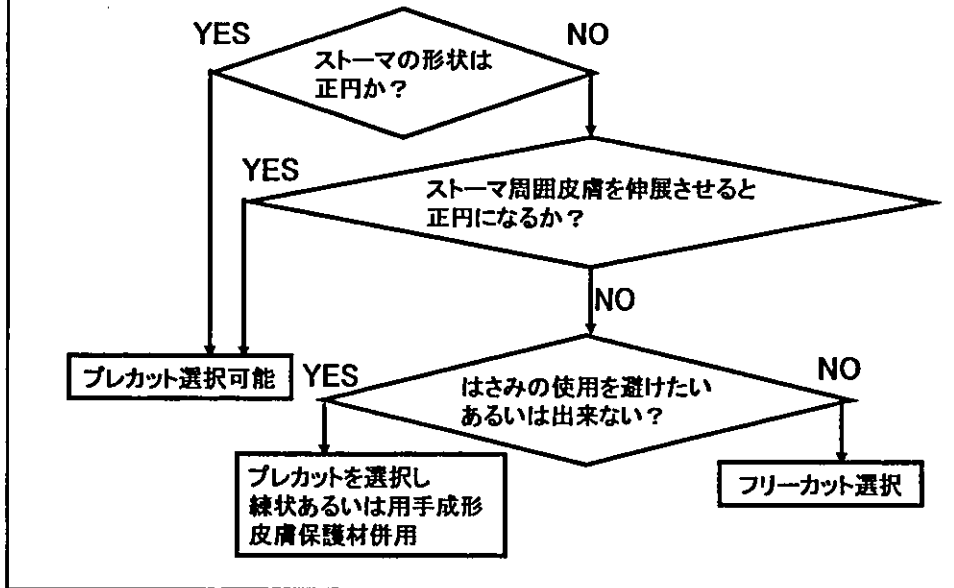 YES
NO
ストーマの形状は
正円か？
YES
ストーマ周囲皮膚を伸展させると
正円になるか？
NO
プレカット選択可能
YES
はさみの使用を避けたい
あるいは出来ない？
NO
プレカットを選択し
練状あるいは用手成形
皮膚保護材併用
フリーカット選択